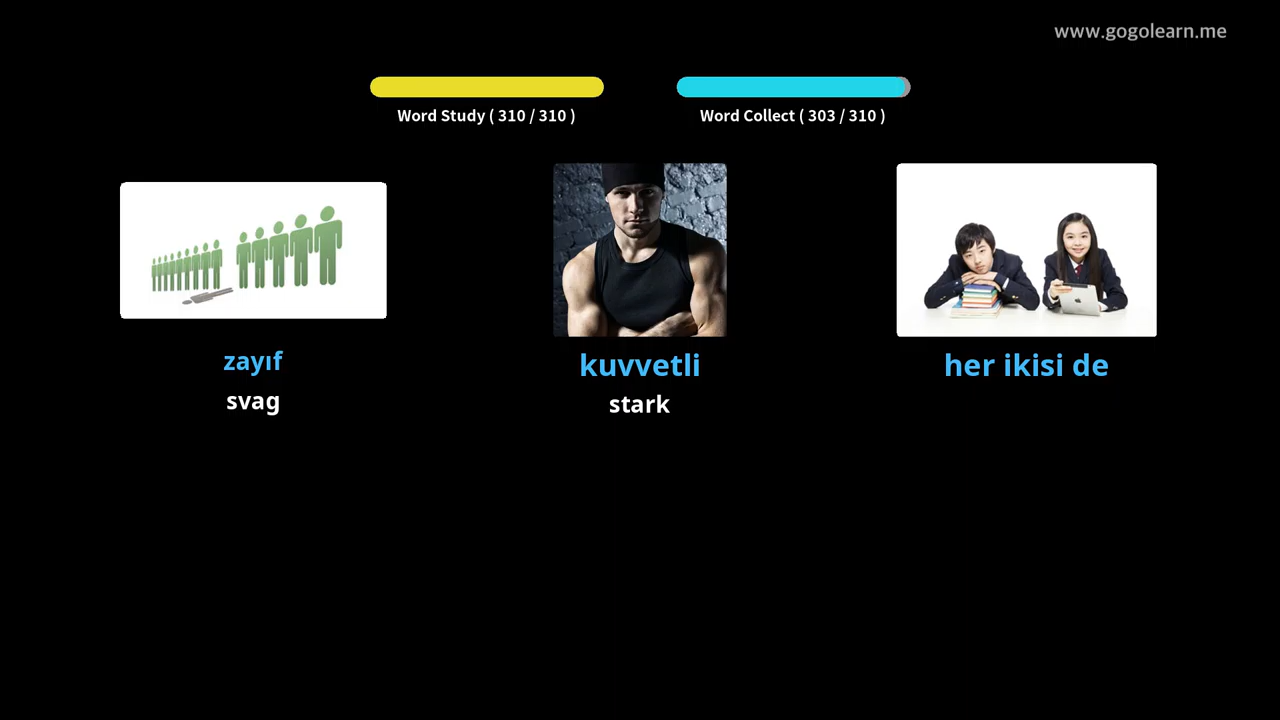 www.gogolearn.me
Word Study ( 310 / 310 )
Word Collect ( 303 / 310 )
zayıf
svag
kuvvetli
stark
her ikisi de